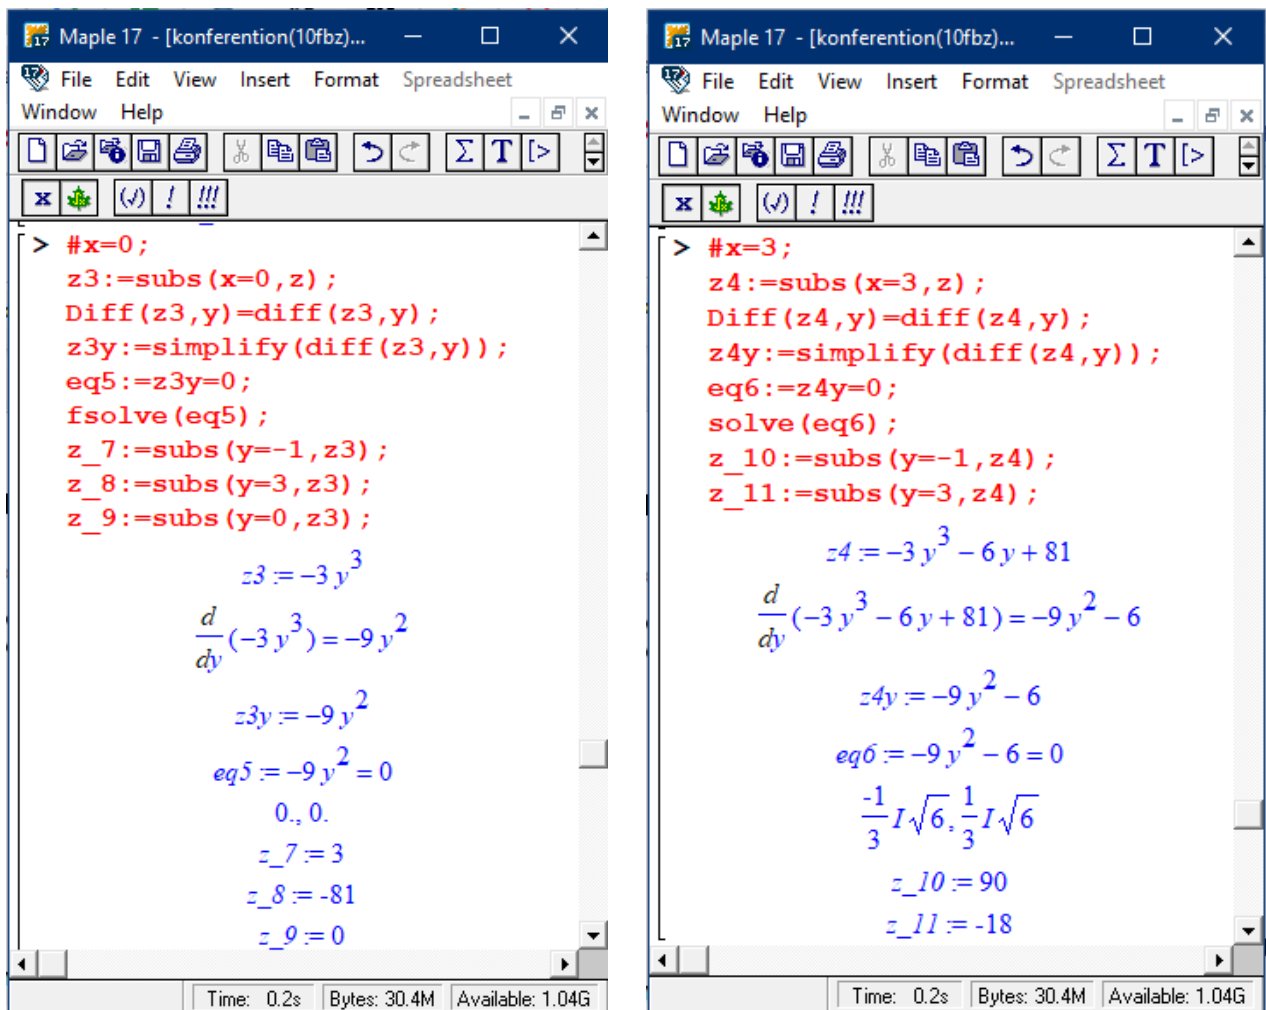 Maple 17 - [konferention(10fbz)...
File Edit View Insert Format Spreadsheet
Window Help
> #x=0;
z3:=subs(x=0,z);
Diff(z3,y)=diff(z3,y);
z3y:=simplify(diff(z3,y));
eq5:=z3y=0;
fsolve(eq5);
z_7:=subs(y=-1,z3);
z_8:=subs(y=3,z3);
z_9:=subs(y=0,z3);
z3 := -3 y^3
d/dy (-3 y^3) = -9 y^2
z3y := -9 y^2
eq5 := -9 y^2 = 0
0., 0.
z_7 := 3
z_8 := -81
z_9 := 0
Time: 0.2s Bytes: 30.4M Available: 1.04G
Maple 17 - [konferention(10fbz)...
File Edit View Insert Format Spreadsheet
Window Help
> #x=3;
z4:=subs(x=3,z);
Diff(z4,y)=diff(z4,y);
z4y:=simplify(diff(z4,y));
eq6:=z4y=0;
solve(eq6);
z_10:=subs(y=-1,z4);
z_11:=subs(y=3,z4);
z4 := -3 y^3 - 6 y + 81
d/dy (-3 y^3 - 6 y + 81) = -9 y^2 - 6
z4y := -9 y^2 - 6
eq6 := -9 y^2 - 6 = 0
-1/3 I√6, 1/3 I√6
z_10 := 90
z_11 := -18
Time: 0.2s Bytes: 30.4M Available: 1.04G